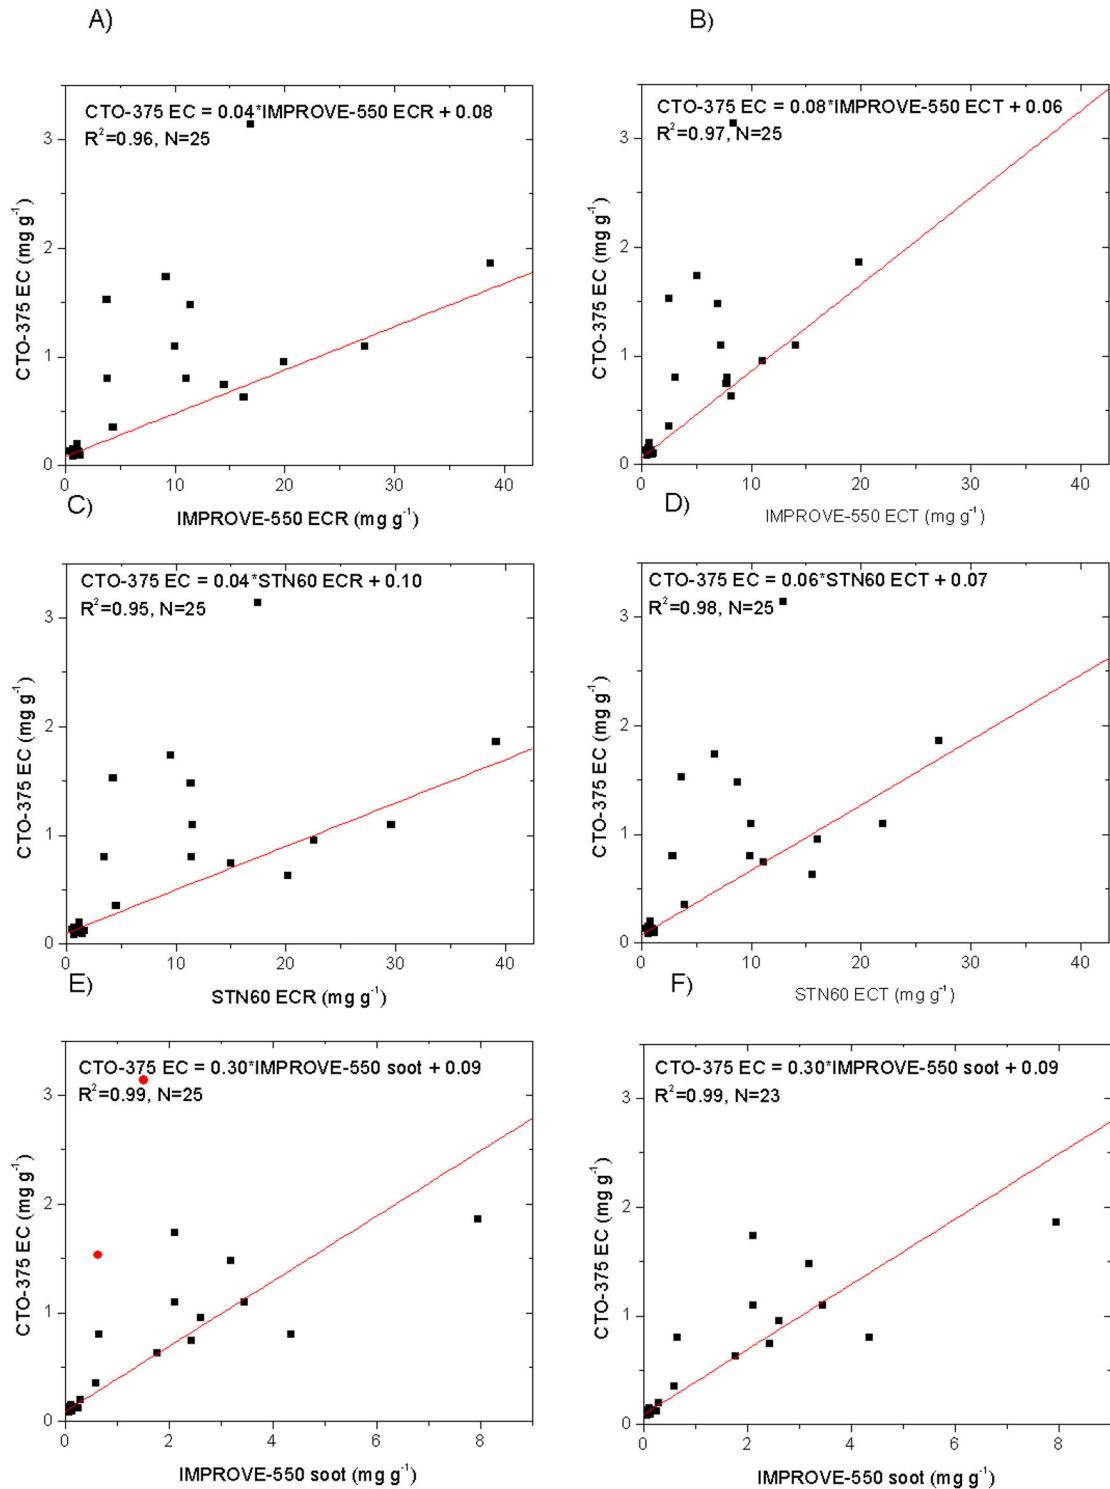 A)
B)
CTO-375 EC = 0.04*IMPROVE-550 ECR + 0.08
R²=0.96, N=25
CTO-375 EC (mg g⁻¹)
3
2
1
0
0 10 20 30 40
IMPROVE-550 ECR (mg g⁻¹)
CTO-375 EC = 0.08*IMPROVE-550 ECT + 0.06
R²=0.97, N=25
CTO-375 EC (mg g⁻¹)
3
2
1
0
0 10 20 30 40
IMPROVE-550 ECT (mg g⁻¹)
C)
D)
CTO-375 EC = 0.04*STN60 ECR + 0.10
R²=0.95, N=25
CTO-375 EC (mg g⁻¹)
3
2
1
0
0 10 20 30 40
STN60 ECR (mg g⁻¹)
CTO-375 EC = 0.06*STN60 ECT + 0.07
R²=0.98, N=25
CTO-375 EC (mg g⁻¹)
3
2
1
0
0 10 20 30 40
STN60 ECT (mg g⁻¹)
E)
F)
CTO-375 EC = 0.30*IMPROVE-550 soot + 0.09
R²=0.99, N=25
CTO-375 EC (mg g⁻¹)
3
2
1
0
0 2 4 6 8
IMPROVE-550 soot (mg g⁻¹)
CTO-375 EC = 0.30*IMPROVE-550 soot + 0.09
R²=0.99, N=23
CTO-375 EC (mg g⁻¹)
3
2
1
0
0 2 4 6 8
IMPROVE-550 soot (mg g⁻¹)